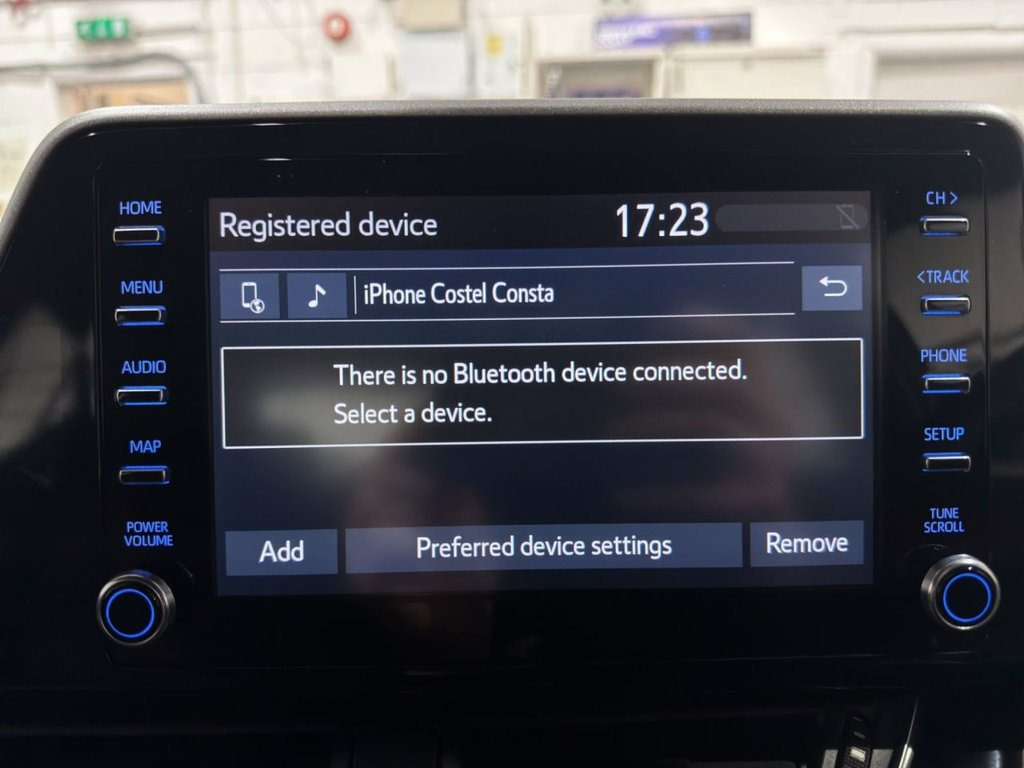 HOME
MENU
AUDIO
MAP
POWER
VOLUME
Registered device
17:23
iPhone Costel Consta
There is no Bluetooth device connected.
Select a device.
Add
Preferred device settings
Remove
CH >
<TRACK
PHONE
SETUP
TUNE
SCROLL